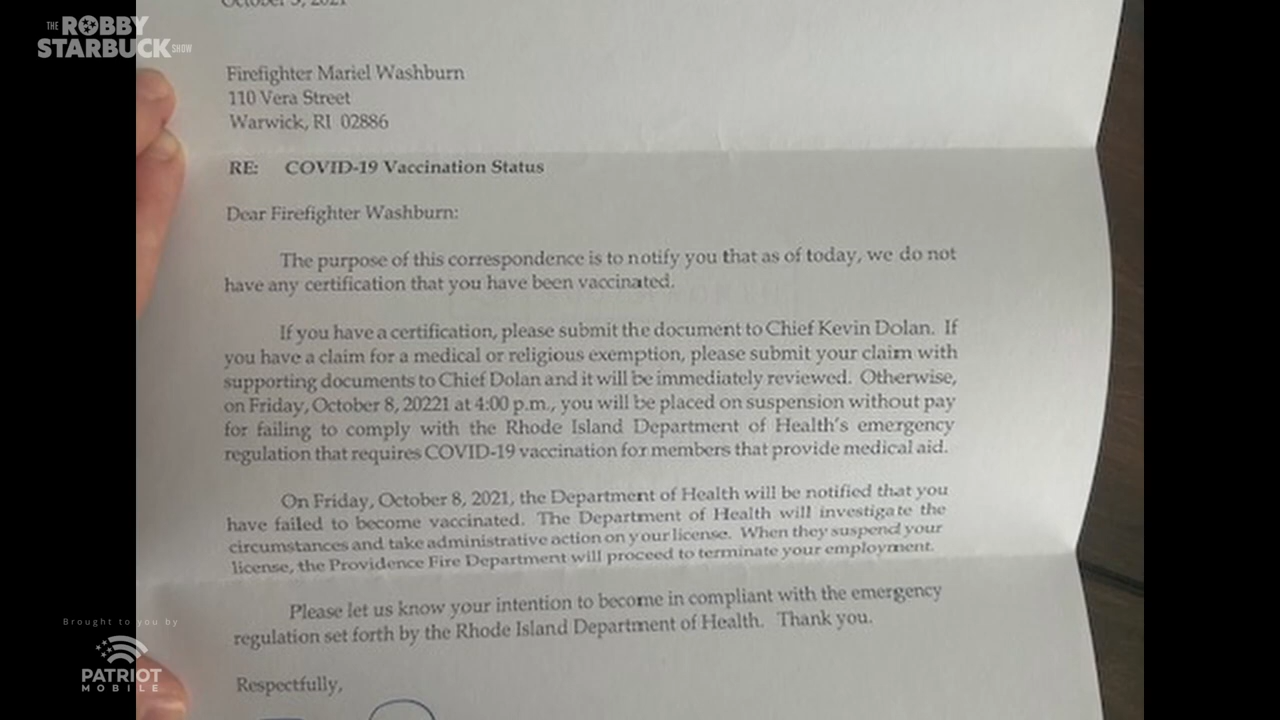 October 5, 2021
THE
ROBBY
STARBUCK SHOW
Firefighter Mariel Washburn
110 Vera Street
Warwick, RI 02886
RE: COVID-19 Vaccination Status
Dear Firefighter Washburn:
The purpose of this correspondence is to notify you that as of today, we do not
have any certification that you have been vaccinated.
If you have a certification, please submit the document to Chief Kevin Dolan. If
you have a claim for a medical or religious exemption, please submit your claim with
supporting documents to Chief Dolan and it will be immediately reviewed. Otherwise,
on Friday, October 8, 20221 at 4:00 p.m., you will be placed on suspension without pay
for failing to comply with the Rhode Island Department of Health's emergency
regulation that requires COVID-19 vaccination for members that provide medical aid.
On Friday, October 8, 2021, the Department of Health will be notified that you
have failed to become vaccinated. The Department of Health will investigate the
circumstances and take administrative action on your license. When they suspend your
license, the Providence Fire Department will proceed to terminate your employment.
Please let us know your intention to become in compliant with the emergency
regulation set forth by the Rhode Island Department of Health. Thank you.
Respectfully,
Brought to you by
PATRIOT
MOBILE